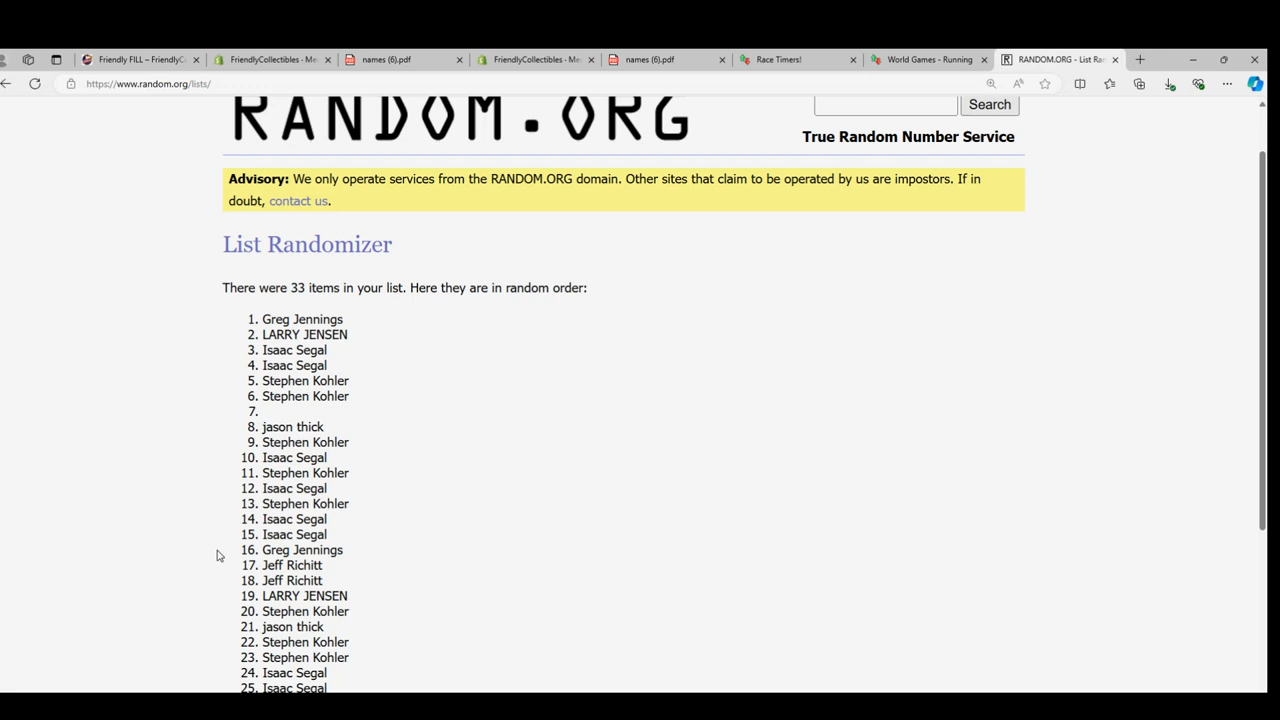 Friendly FILL – FriendlyCo
FriendlyCollectibles · Me
names (6).pdf
FriendlyCollectibles · Me
names (6).pdf
Race Timers!
World Games - Running
RANDOM.ORG - List Ran
https://www.random.org/lists/
RANDOM.ORG
Search
True Random Number Service
Advisory: We only operate services from the RANDOM.ORG domain. Other sites that claim to be operated by us are impostors. If in
doubt, contact us.
List Randomizer
There were 33 items in your list. Here they are in random order:
1. Greg Jennings
2. LARRY JENSEN
3. Isaac Segal
4. Isaac Segal
5. Stephen Kohler
6. Stephen Kohler
7.
8. jason thick
9. Stephen Kohler
10. Isaac Segal
11. Stephen Kohler
12. Isaac Segal
13. Stephen Kohler
14. Isaac Segal
15. Isaac Segal
16. Greg Jennings
17. Jeff Richitt
18. Jeff Richitt
19. LARRY JENSEN
20. Stephen Kohler
21. jason thick
22. Stephen Kohler
23. Stephen Kohler
24. Isaac Segal
25. Isaac Segal